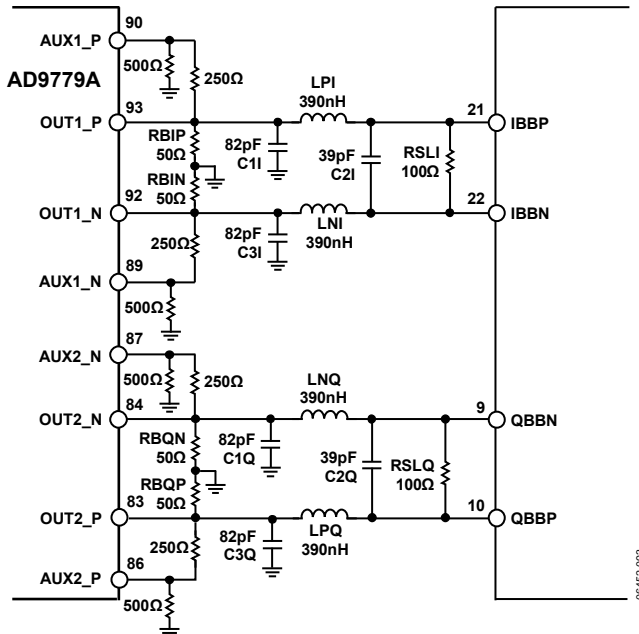 90
AUX1_P
500Ω
250Ω
AD9779A
93
OUT1_P
LPI
390nH
21
IBBP
RBIP
50Ω
82pF
C1I
39pF
C2I
RSLI
100Ω
RBIN
50Ω
92
OUT1_N
22
IBBN
250Ω
82pF
C3I
LNI
390nH
89
AUX1_N
500Ω
87
AUX2_N
500Ω
250Ω
LNQ
390nH
84
OUT2_N
9
QBBN
RBQN
50Ω
82pF
C1Q
39pF
C2Q
RSLQ
100Ω
RBQP
50Ω
83
OUT2_P
10
QBBP
250Ω
82pF
C3Q
LPQ
390nH
86
AUX2_P
500Ω